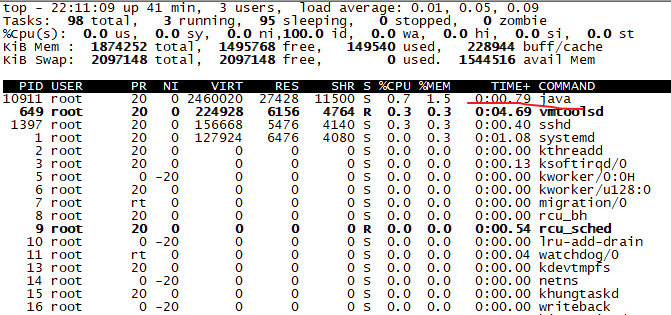 top - 22:11:09 up 41 min,  3 users,  load average: 0.01, 0.05, 0.09
Tasks:  98 total,   3 running,  95 sleeping,   0 stopped,   0 zombie
%Cpu(s):  0.0 us,  0.0 sy,  0.0 ni,100.0 id,  0.0 wa,  0.0 hi,  0.0 si,  0.0 st
KiB Mem :  1874252 total,  1495768 free,   149540 used,   228944 buff/cache
KiB Swap:  2097148 total,  2097148 free,        0 used.  1544516 avail Mem
PID USER      PR  NI    VIRT    RES    SHR S %CPU %MEM     TIME+ COMMAND
10911 root      20   0 2460020  27428  11500 S  0.7  1.5   0:00.79 java
649 root      20   0  224928   6156   4764 R  0.3  0.3   0:04.69 vmtoolsd
1397 root      20   0  156668   5476   4140 S  0.3  0.3   0:00.40 sshd
1 root      20   0  127924   6476   4080 S  0.0  0.3   0:01.08 systemd
2 root      20   0       0      0      0 S  0.0  0.0   0:00.00 kthreadd
3 root      20   0       0      0      0 S  0.0  0.0   0:00.13 ksoftirqd/0
5 root       0 -20       0      0      0 S  0.0  0.0   0:00.00 kworker/0:0H
6 root      20   0       0      0      0 S  0.0  0.0   0:00.00 kworker/u128:0
7 root      rt   0       0      0      0 S  0.0  0.0   0:00.00 migration/0
8 root      20   0       0      0      0 S  0.0  0.0   0:00.00 rcu_bh
9 root      20   0       0      0      0 R  0.0  0.0   0:00.54 rcu_sched
10 root       0 -20       0      0      0 S  0.0  0.0   0:00.00 lru-add-drain
11 root      rt   0       0      0      0 S  0.0  0.0   0:00.04 watchdog/0
13 root      20   0       0      0      0 S  0.0  0.0   0:00.00 kdevtmpfs
14 root       0 -20       0      0      0 S  0.0  0.0   0:00.00 netns
15 root      20   0       0      0      0 S  0.0  0.0   0:00.00 khungtaskd
16 root       0 -20       0      0      0 S  0.0  0.0   0:00.00 writeback